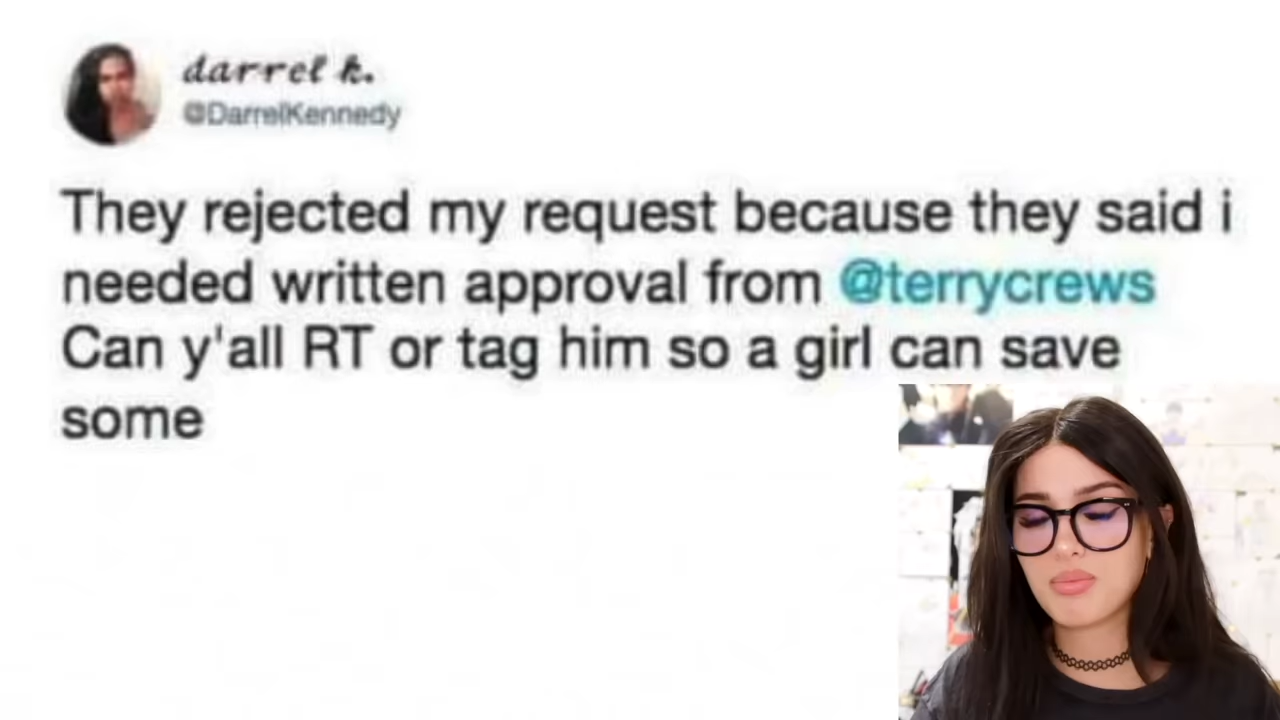 darrel k.
@DarrelKennedy
They rejected my request because they said i
needed written approval from @terrycrews
Can y'all RT or tag him so a girl can save
some